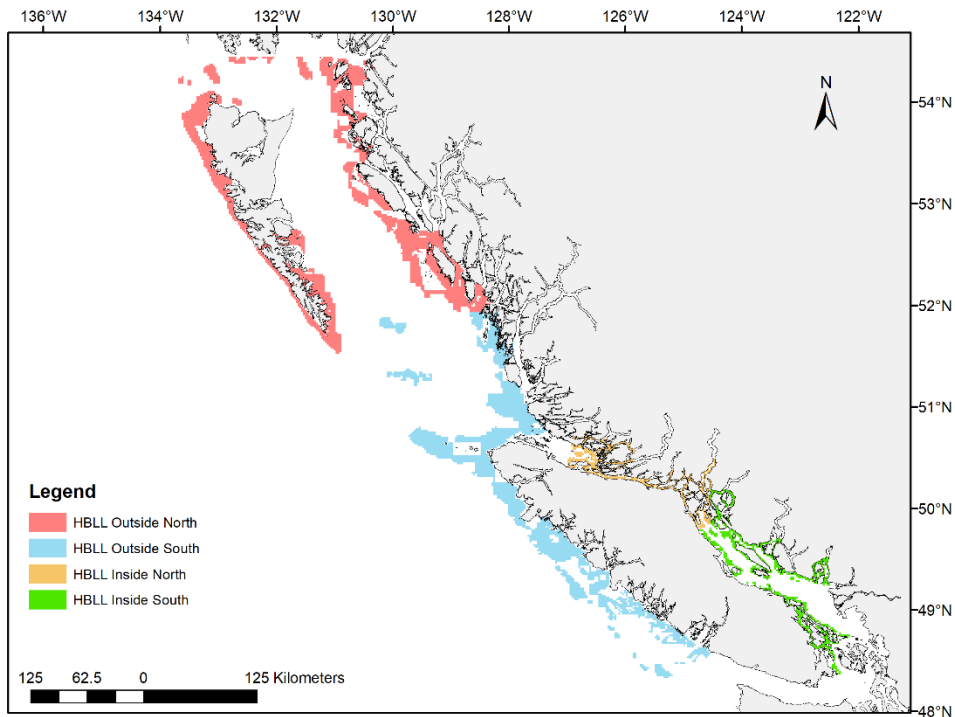 136°W 134°W 132°W 130°W 128°W 126°W 124°W 122°W
N
54°N
53°N
52°N
51°N
50°N
49°N
48°N
Legend
HBLL Outside North
HBLL Outside South
HBLL Inside North
HBLL Inside South
125 62.5 0 125 Kilometers